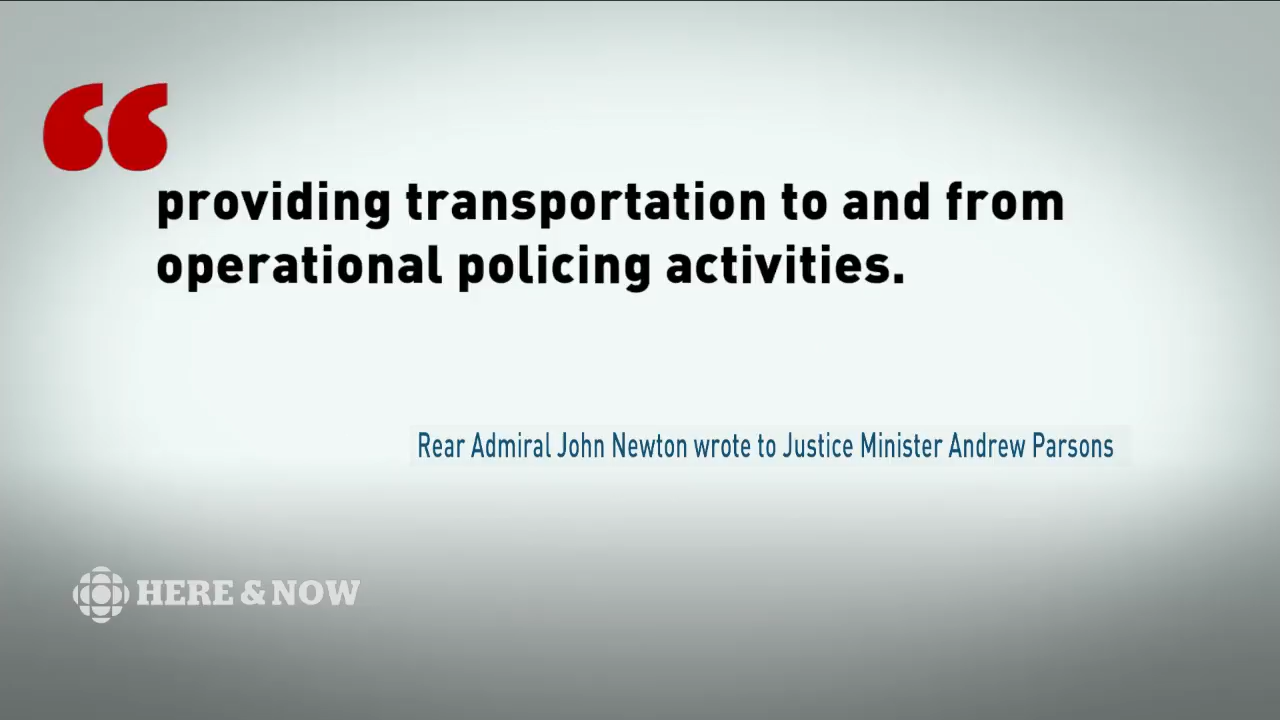 “
providing transportation to and from
operational policing activities.
Rear Admiral John Newton wrote to Justice Minister Andrew Parsons
HERE & NOW